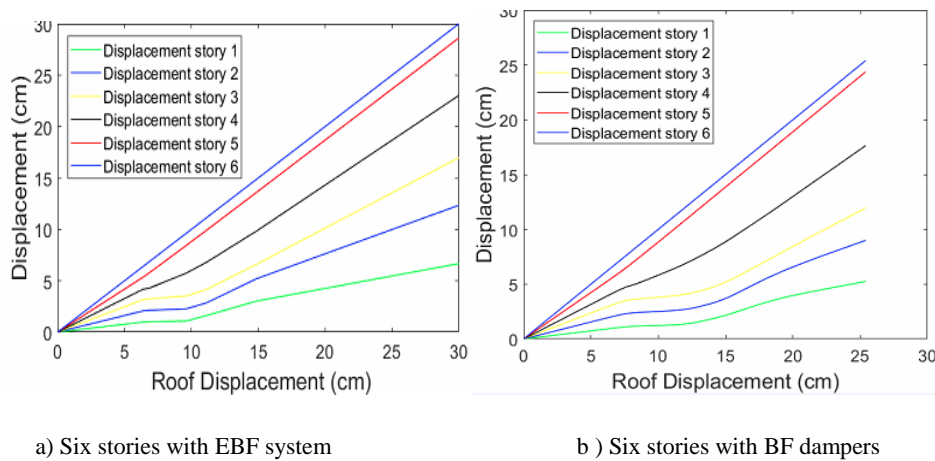 30
25
20
15
10
5
0
Displacement (cm)
Displacement story 1
Displacement story 2
Displacement story 3
Displacement story 4
Displacement story 5
Displacement story 6
0 5 10 15 20 25 30
Roof Displacement (cm)
a) Six stories with EBF system
30
25
20
15
10
5
0
Displacement (cm)
Displacement story 1
Displacement story 2
Displacement story 3
Displacement story 4
Displacement story 5
Displacement story 6
0 5 10 15 20 25 30
Roof Displacement (cm)
b ) Six stories with BF dampers